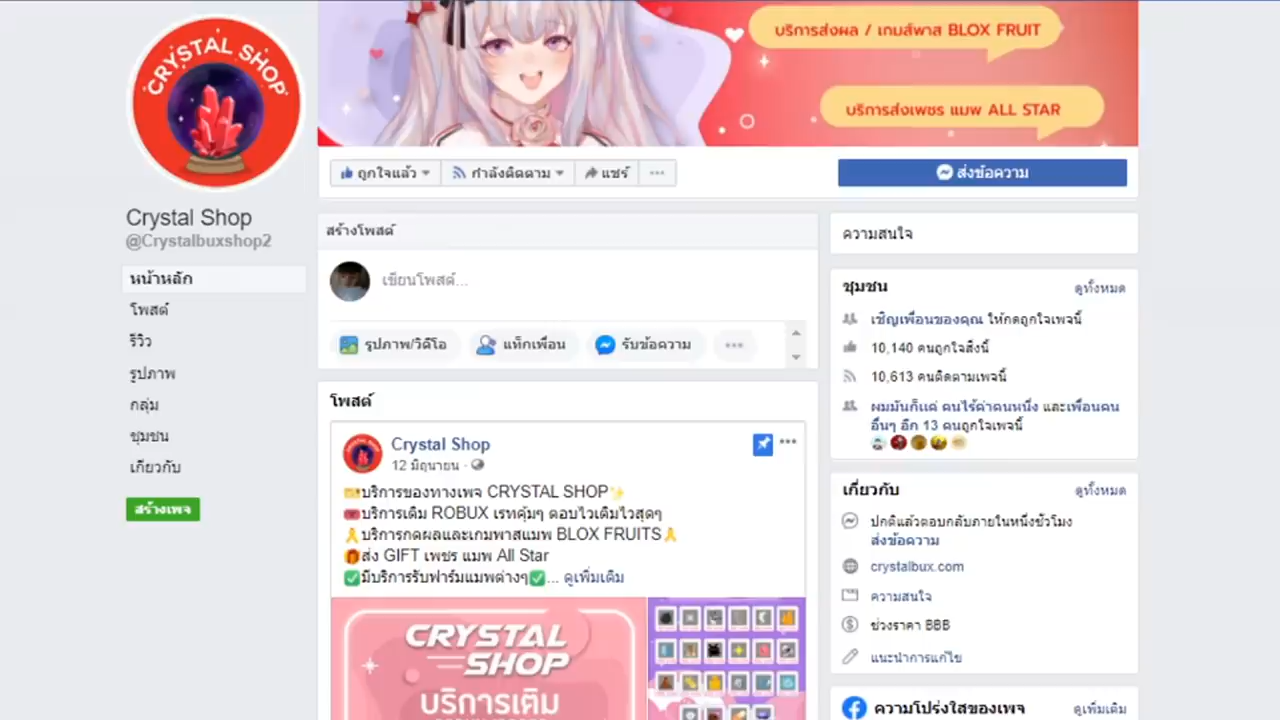 CRYSTAL SHOP
บริการส่งผล / เกมส์พาส BLOX FRUIT
บริการส่งเพชร แมพ ALL STAR
ถูกใจแล้ว
กำลังติดตาม
แชร์
ส่งข้อความ
Crystal Shop
@Crystalbuxshop2
หน้าหลัก
โพสต์
รีวิว
รูปภาพ
กลุ่ม
ชุมชน
เกี่ยวกับ
สร้างเพจ
สร้างโพสต์
เขียนโพสต์...
รูปภาพ/วิดีโอ
แท็กเพื่อน
รับข้อความ
โพสต์
Crystal Shop
12 มิถุนายน ·
🎫บริการของทางเพจ CRYSTAL SHOP✨
🎟บริการเติม ROBUX เรทคุ้มๆ ตอบไวเติมไวสุดๆ
🎗บริการกดผลและเกมพาสแมพ BLOX FRUITS🎗
🎁ส่ง GIFT เพชร แมพ All Star
✅มีบริการรับฟาร์มแมพต่างๆ✅... ดูเพิ่มเติม
CRYSTAL
SHOP
บริการเติม
ความสนใจ
ชุมชน
ดูทั้งหมด
เชิญเพื่อนของคุณ ให้กดถูกใจเพจนี้
10,140 คนถูกใจสิ่งนี้
10,613 คนติดตามเพจนี้
ผมมันก็แค่ คนไร้ค่าคนหนึ่ง และเพื่อนคน
อื่นๆ อีก 13 คนถูกใจเพจนี้
เกี่ยวกับ
ดูทั้งหมด
ปกติแล้วตอบกลับภายในหนึ่งชั่วโมง
ส่งข้อความ
crystalbux.com
ความสนใจ
ช่วงราคา ฿฿฿
แนะนำการแก้ไข
ความโปร่งใสของเพจ
ดูเพิ่มเติม